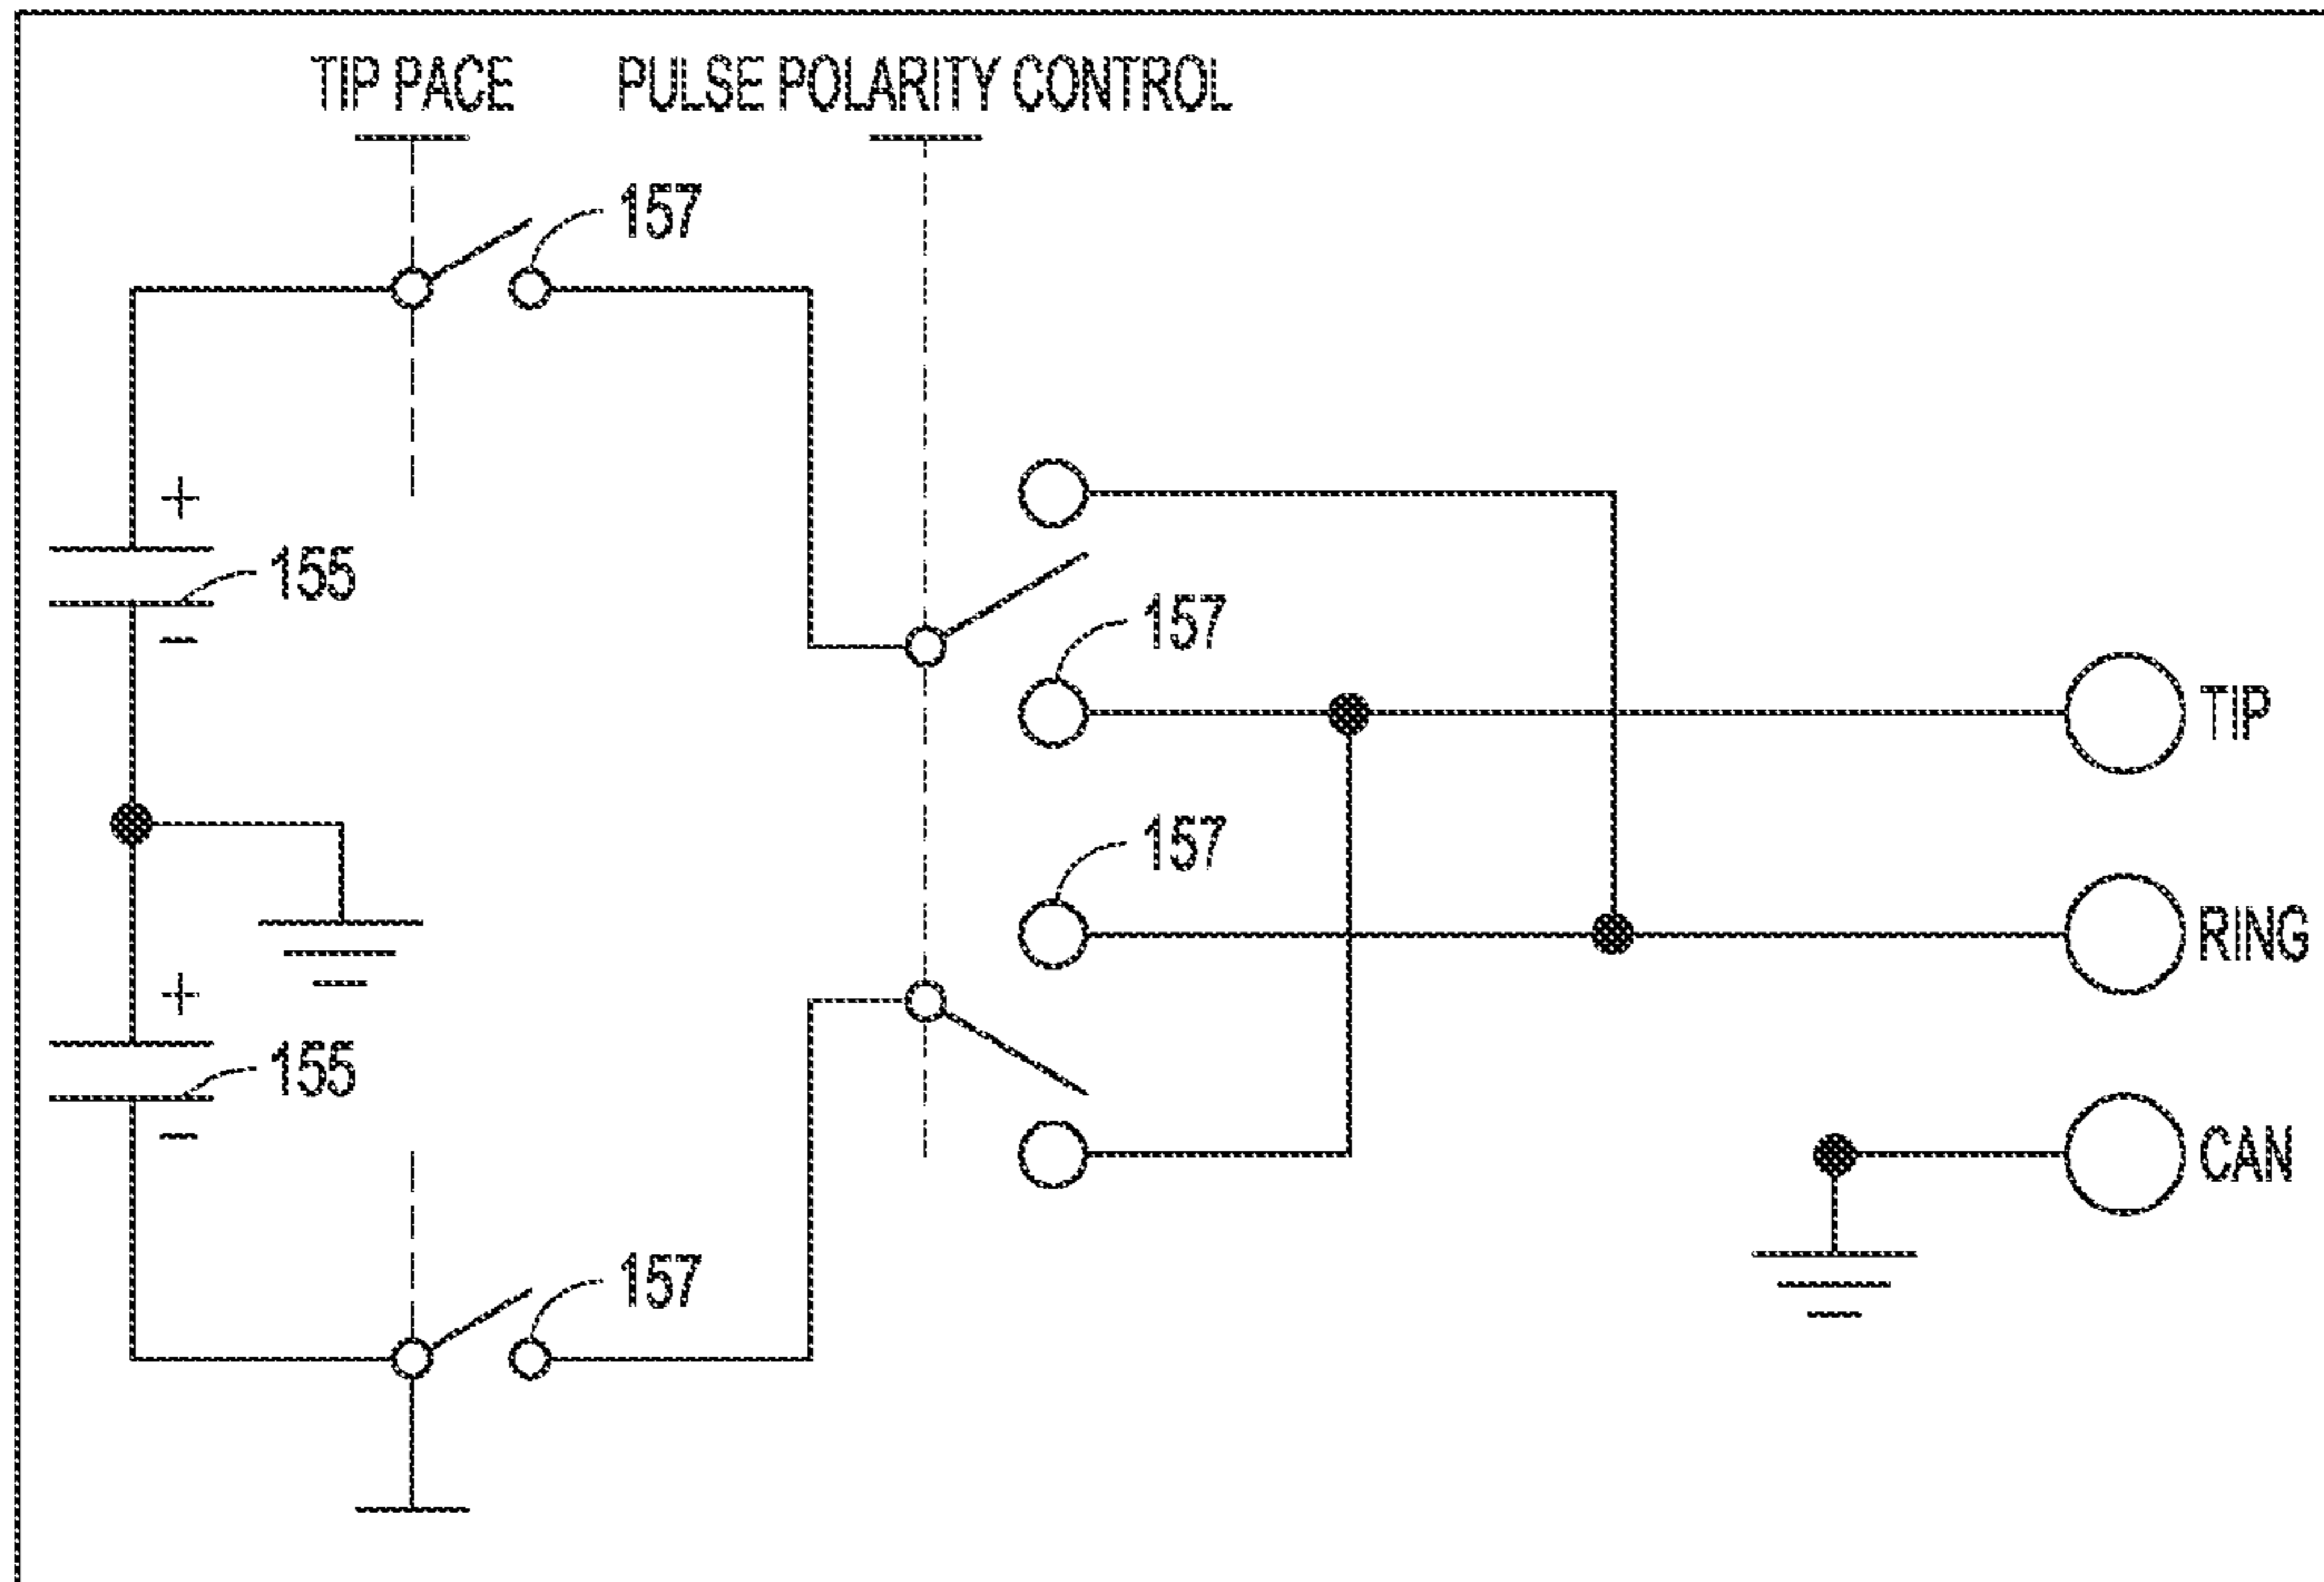 TIP PACE PULSE POLARITY CONTROL
157
+
155
−
157
TIP
157
RING
+
155
−
CAN
157